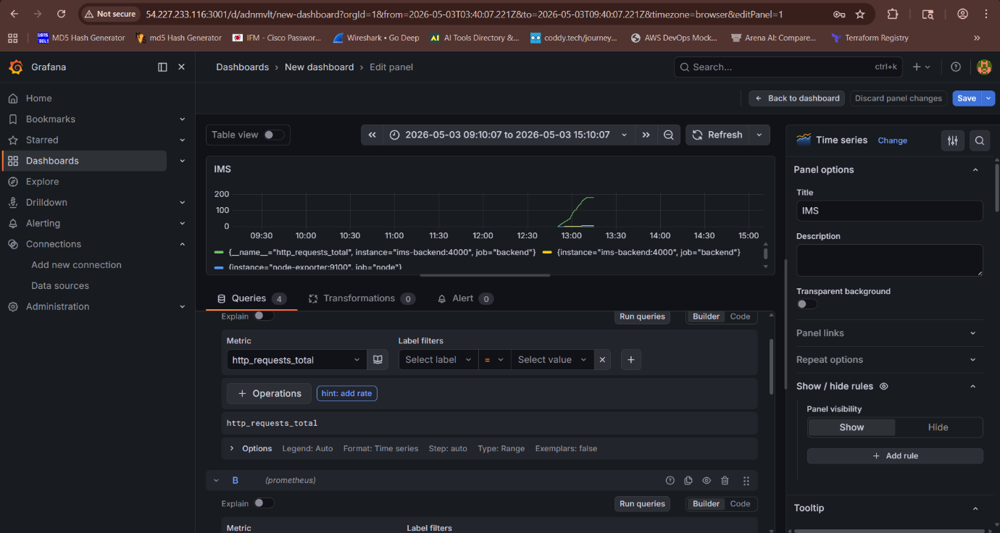 Not secure
54.227.233.116:3001/d/adnmvlt/new-dashboard?orgId=1&from=2026-05-03T03:40:07.221Z&to=2026-05-03T09:40:07.221Z&timezone=browser&editPanel=1
MD5 Hash Generator
md5 Hash Generator
IFM - Cisco Passwor...
Wireshark • Go Deep
AI Tools Directory &...
coddy.tech/journey...
AWS DevOps Mock...
Arena AI: Compare...
Terraform Registry
Grafana
Dashboards › New dashboard › Edit panel
Search...
ctrl+k
Back to dashboard
Discard panel changes
Save
Home
Bookmarks
Starred
Dashboards
Explore
Drilldown
Alerting
Connections
Add new connection
Data sources
Administration
Table view
2026-05-03 09:10:07 to 2026-05-03 15:10:07
Refresh
IMS
200
100
0
09:30 10:00 10:30 11:00 11:30 12:00 12:30 13:00 13:30 14:00 14:30 15:00
{__name__="http_requests_total", instance="ims-backend:4000", job="backend"}
{instance="ims-backend:4000", job="backend"}
{instance="node-exporter:9100", job="node"}
Queries 4
Transformations 0
Alert 0
Explain
Run queries
Builder Code
Metric
Label filters
http_requests_total
Select label
=
Select value
+ Operations
hint: add rate
http_requests_total
Options Legend: Auto Format: Time series Step: auto Type: Range Exemplars: false
B (prometheus)
Explain
Run queries
Builder Code
Metric
Label filters
Time series
Change
Panel options
Title
IMS
Description
Transparent background
Panel links
Repeat options
Show / hide rules
Panel visibility
Show Hide
+ Add rule
Tooltip